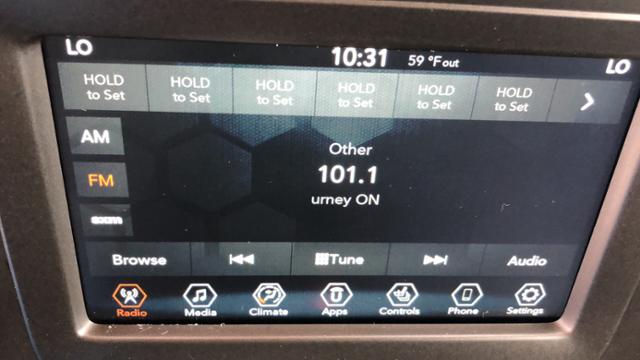 LO 10:31 59 °F out LO
HOLD to Set HOLD to Set HOLD to Set HOLD to Set HOLD to Set HOLD to Set
AM
Other
FM
101.1
urney ON
sxm
Browse Tune Audio
Radio Media Climate Apps Controls Phone Settings